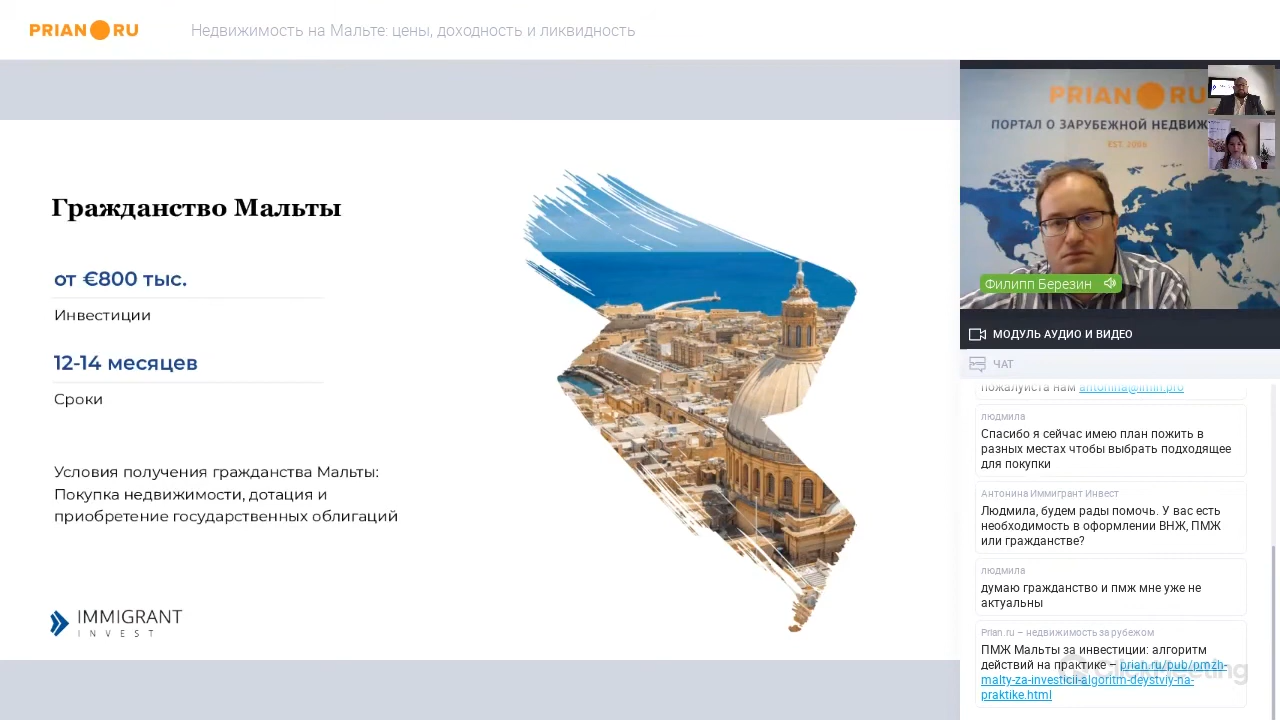 PRIAN RU
Недвижимость на Мальте: цены, доходность и ликвидность
Гражданство Мальты
от €800 тыс.
Инвестиции
12-14 месяцев
Сроки
Условия получения гражданства Мальты:
Покупка недвижимости, дотация и
приобретение государственных облигаций
IMMIGRANT
INVEST
PRIAN RU
ПОРТАЛ О ЗАРУБЕЖНОЙ
EST. 2006
Филипп Березин
МОДУЛЬ АУДИО И ВИДЕО
ЧАТ
пожалуйста нам antonina@imin.pro
людмила
Спасибо я сейчас имею план пожить в
разных местах чтобы выбрать подходящее
для покупки
Антонина Иммигрант Инвест
Людмила, будем рады помочь. У вас есть
необходимость в оформлении ВНЖ, ПМЖ
или гражданстве?
людмила
думаю гражданство и пмж мне уже не
актуальны
Prian.ru – недвижимость за рубежом
ПМЖ Мальты за инвестиции: алгоритм
действий на практике – prian.ru/pub/pmzh-
malty-za-investicii-algoritm-deystviy-na-
praktike.html
ClickMeeting